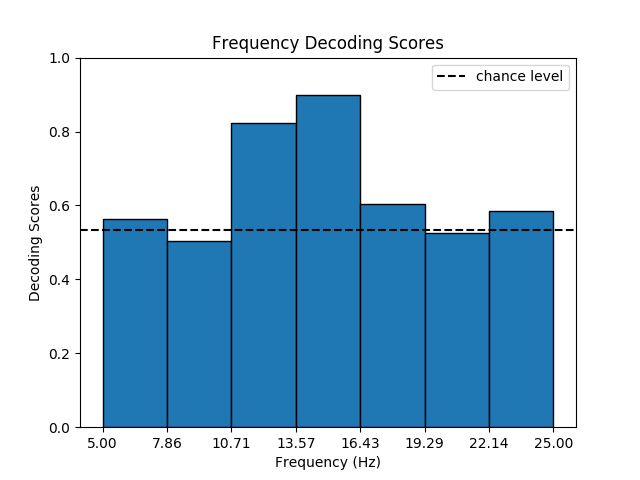 Frequency Decoding Scores
chance level
Decoding Scores
1.0
0.8
0.6
0.4
0.2
0.0
5.00 7.86 10.71 13.57 16.43 19.29 22.14 25.00
Frequency (Hz)